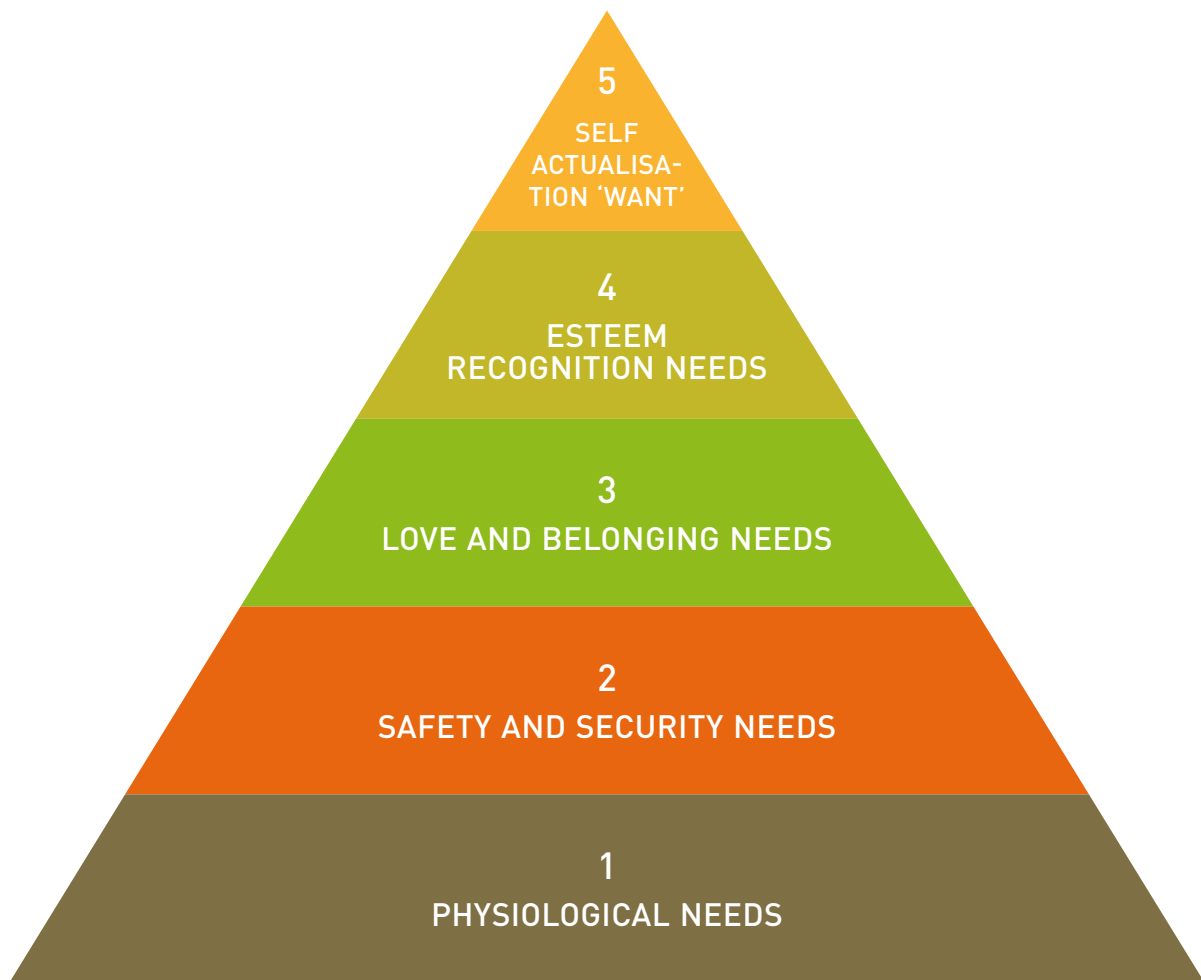 5
SELF
ACTUALISA-
TION ‘WANT’
4
ESTEEM
RECOGNITION NEEDS
3
LOVE AND BELONGING NEEDS
2
SAFETY AND SECURITY NEEDS
1
PHYSIOLOGICAL NEEDS